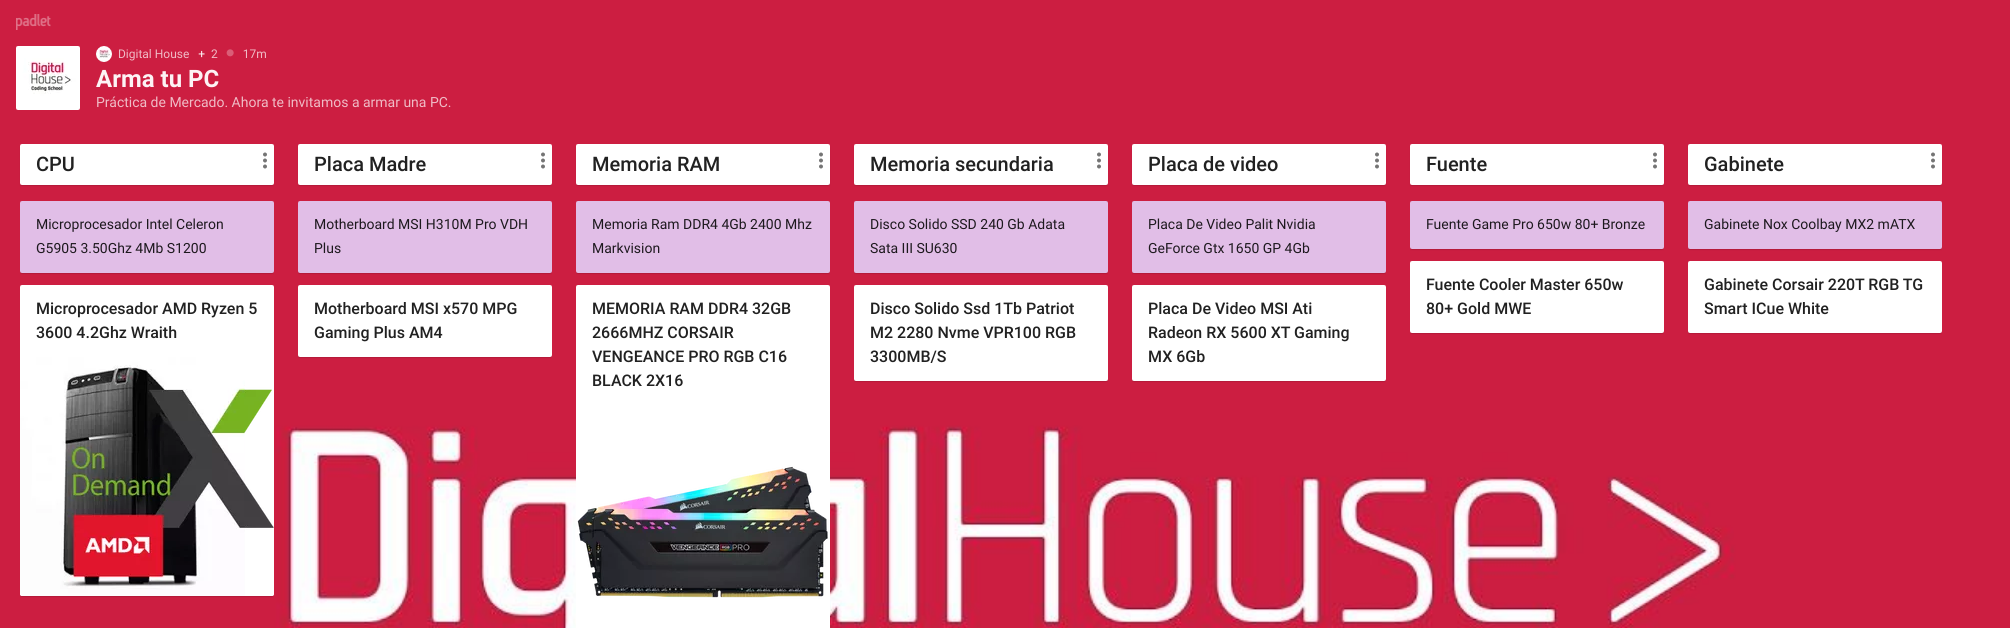 padlet
Digital
House>
Coding School
Digital House + 2 17m
Arma tu PC
Práctica de Mercado. Ahora te invitamos a armar una PC.
CPU
Microprocesador Intel Celeron
G5905 3.50Ghz 4Mb S1200
Microprocesador AMD Ryzen 5
3600 4.2Ghz Wraith
On
Demand
X
AMD
Placa Madre
Motherboard MSI H310M Pro VDH
Plus
Motherboard MSI x570 MPG
Gaming Plus AM4
Memoria RAM
Memoria Ram DDR4 4Gb 2400 Mhz
Markvision
MEMORIA RAM DDR4 32GB
2666MHZ CORSAIR
VENGEANCE PRO RGB C16
BLACK 2X16
CORSAIR
CORSAIR
VENGEANCE RGB PRO
Memoria secundaria
Disco Solido SSD 240 Gb Adata
Sata III SU630
Disco Solido Ssd 1Tb Patriot
M2 2280 Nvme VPR100 RGB
3300MB/S
Placa de video
Placa De Video Palit Nvidia
GeForce Gtx 1650 GP 4Gb
Placa De Video MSI Ati
Radeon RX 5600 XT Gaming
MX 6Gb
Fuente
Fuente Game Pro 650w 80+ Bronze
Fuente Cooler Master 650w
80+ Gold MWE
Gabinete
Gabinete Nox Coolbay MX2 mATX
Gabinete Corsair 220T RGB TG
Smart ICue White
DigalHouse>